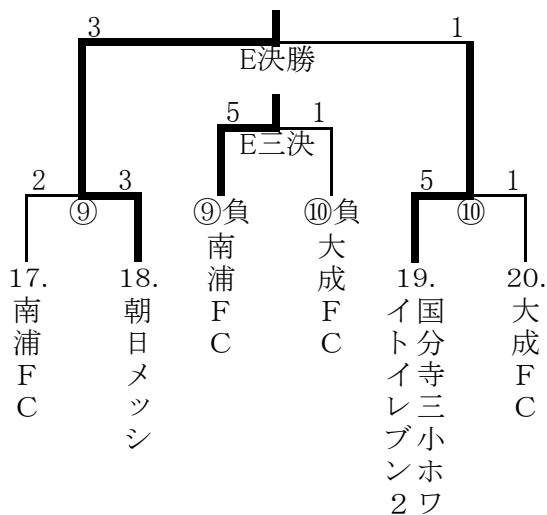 3 1
E決勝
5 1
E三決
2 3 5 1
⑨ ⑨負 ⑩負 ⑩
南浦FC
大成FC
17.
南浦FC
18.
朝日メッシ
19.
国分寺三小ホワ
イトイレブン2
20.
大成FC